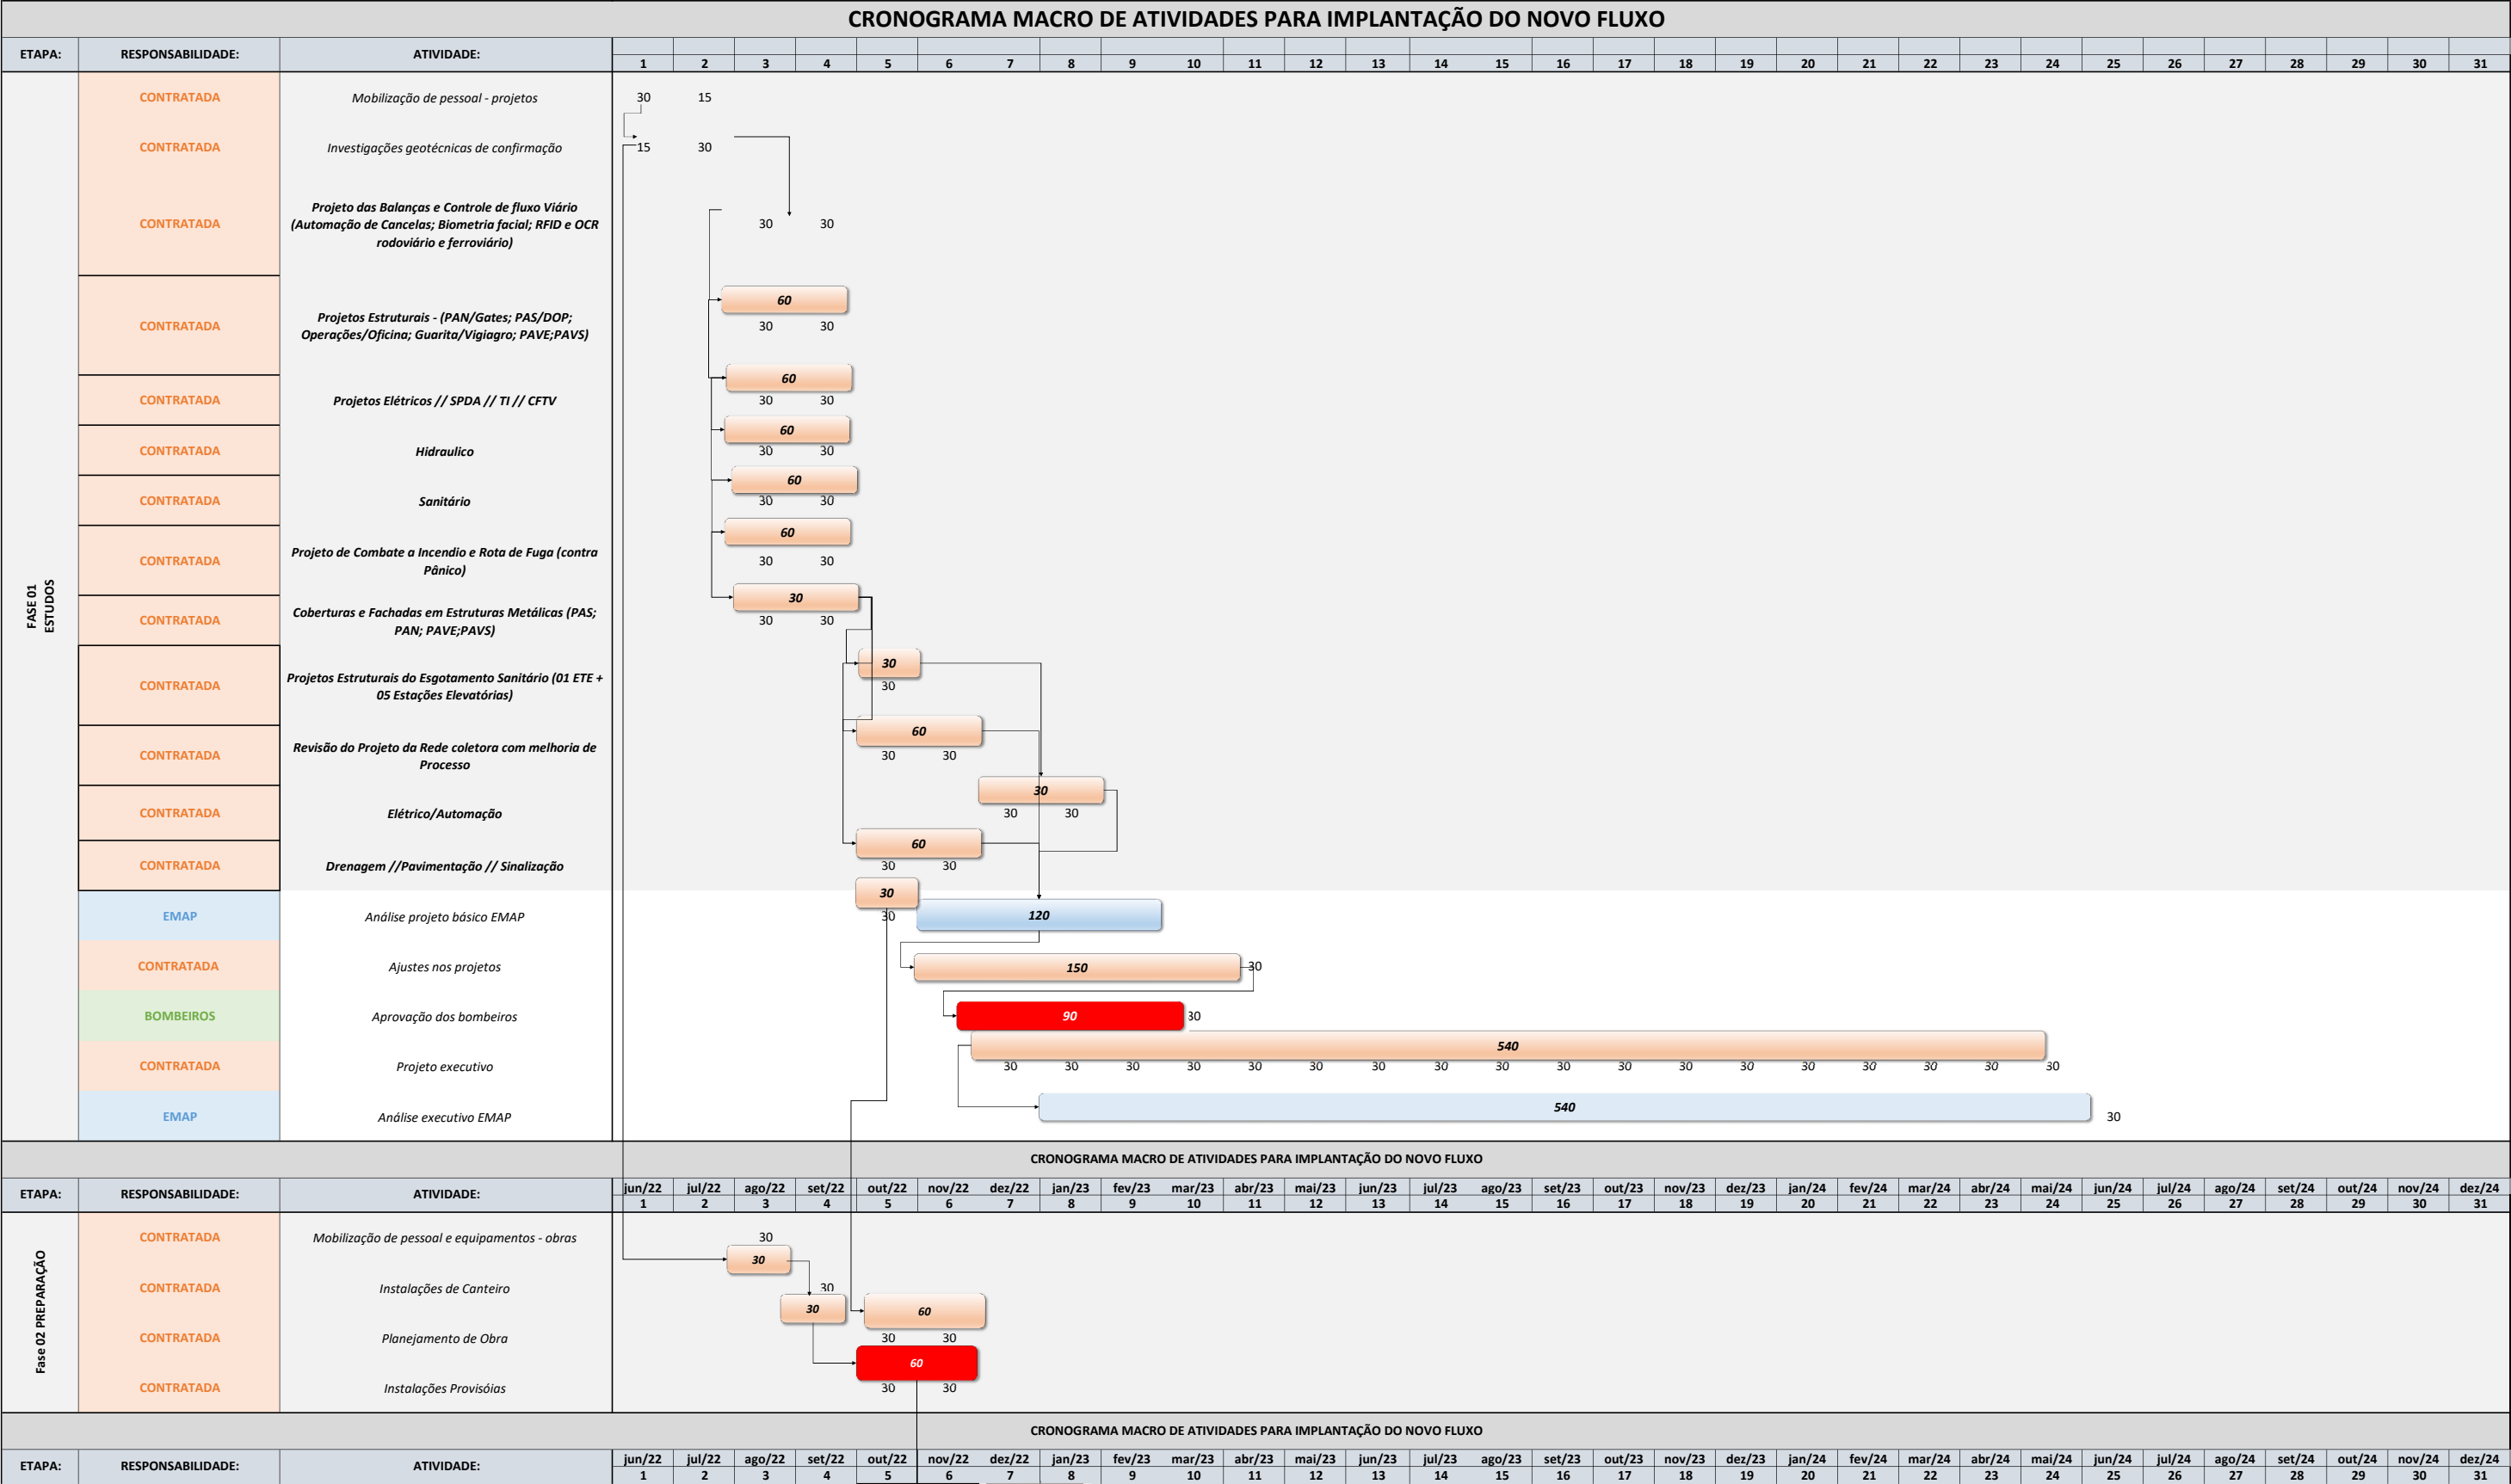 CRONOGRAMA MACRO DE ATIVIDADES PARA IMPLANTAÇÃO DO NOVO FLUXO
ETAPA: RESPONSABILIDADE: ATIVIDADE:
1 2 3 4 5 6 7 8 9 10 11 12 13 14 15 16 17 18 19 20 21 22 23 24 25 26 27 28 29 30 31
FASE 01
ESTUDOS
CONTRATADA Mobilização de pessoal - projetos 30 15
CONTRATADA Investigações geotécnicas de confirmação 15 30
Projeto das Balanças e Controle de fluxo Viário
CONTRATADA (Automação de Cancelas; Biometria facial; RFID e OCR 30 30
rodoviário e ferroviário)
60
CONTRATADA Projetos Estruturais - (PAN/Gates; PAS/DOP; 30 30
Operações/Oficina; Guarita/Vigiagro; PAVE;PAVS)
60
CONTRATADA Projetos Elétricos // SPDA // TI // CFTV 30 30
60
CONTRATADA Hidraulico 30 30
60
CONTRATADA Sanitário 30 30
60
CONTRATADA Projeto de Combate a Incendio e Rota de Fuga (contra 30 30
Pânico)
30
CONTRATADA Coberturas e Fachadas em Estruturas Metálicas (PAS; 30 30
PAN; PAVE;PAVS)
30
CONTRATADA Projetos Estruturais do Esgotamento Sanitário (01 ETE + 30
05 Estações Elevatórias)
60
CONTRATADA Revisão do Projeto da Rede coletora com melhoria de 30 30
Processo
30
CONTRATADA Elétrico/Automação 30 30
60
CONTRATADA Drenagem //Pavimentação // Sinalização 30 30
30
EMAP Análise projeto básico EMAP 30 120
CONTRATADA Ajustes nos projetos 150 30
BOMBEIROS Aprovação dos bombeiros 90 30
540
CONTRATADA Projeto executivo 30 30 30 30 30 30 30 30 30 30 30 30 30 30 30 30 30 30
540
EMAP Análise executivo EMAP 30
CRONOGRAMA MACRO DE ATIVIDADES PARA IMPLANTAÇÃO DO NOVO FLUXO
ETAPA: RESPONSABILIDADE: ATIVIDADE:
jun/22 jul/22 ago/22 set/22 out/22 nov/22 dez/22 jan/23 fev/23 mar/23 abr/23 mai/23 jun/23 jul/23 ago/23 set/23 out/23 nov/23 dez/23 jan/24 fev/24 mar/24 abr/24 mai/24 jun/24 jul/24 ago/24 set/24 out/24 nov/24 dez/24
1 2 3 4 5 6 7 8 9 10 11 12 13 14 15 16 17 18 19 20 21 22 23 24 25 26 27 28 29 30 31
Fase 02 PREPARAÇÃO
CONTRATADA Mobilização de pessoal e equipamentos - obras 30
30
CONTRATADA Instalações de Canteiro 30
30 60
CONTRATADA Planejamento de Obra 30 30
60
CONTRATADA Instalações Provisóias 30 30
CRONOGRAMA MACRO DE ATIVIDADES PARA IMPLANTAÇÃO DO NOVO FLUXO
ETAPA: RESPONSABILIDADE: ATIVIDADE:
jun/22 jul/22 ago/22 set/22 out/22 nov/22 dez/22 jan/23 fev/23 mar/23 abr/23 mai/23 jun/23 jul/23 ago/23 set/23 out/23 nov/23 dez/23 jan/24 fev/24 mar/24 abr/24 mai/24 jun/24 jul/24 ago/24 set/24 out/24 nov/24 dez/24
1 2 3 4 5 6 7 8 9 10 11 12 13 14 15 16 17 18 19 20 21 22 23 24 25 26 27 28 29 30 31